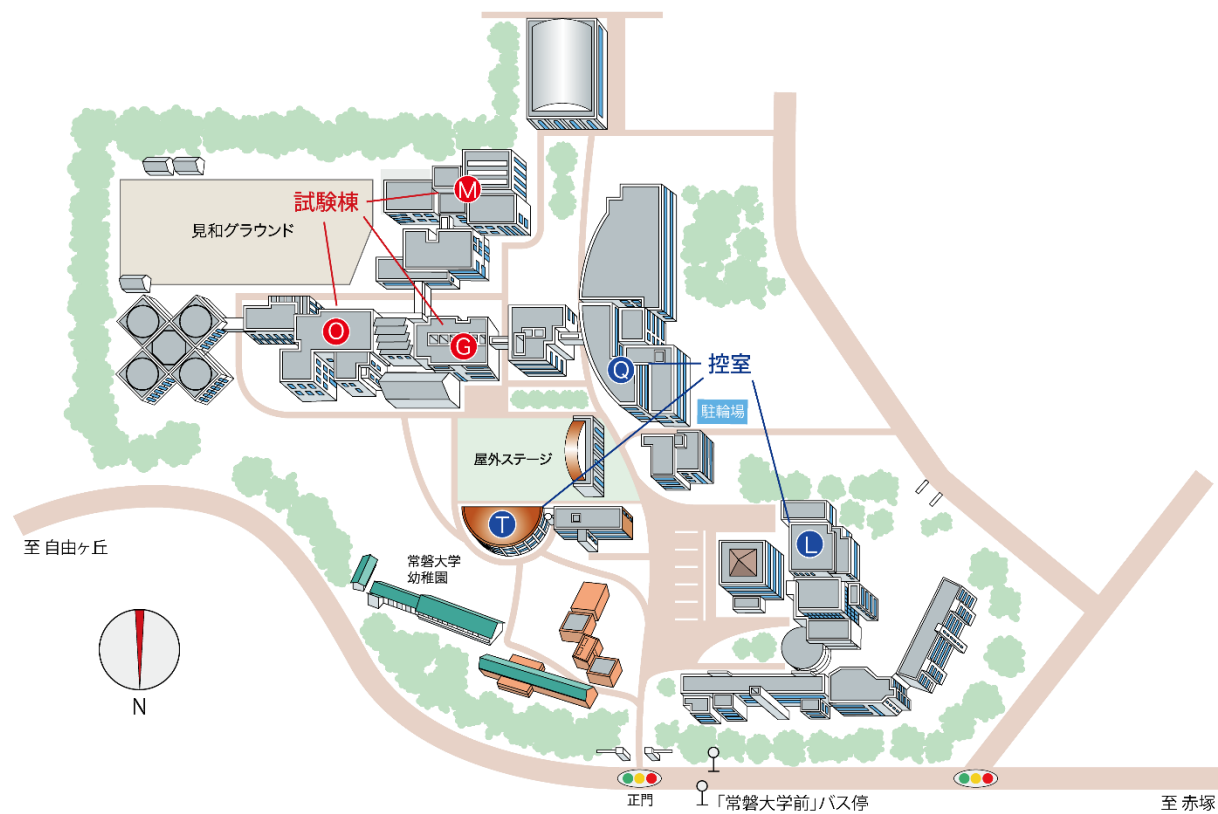 M
試験棟
見和グラウンド
O
G
Q
控室
駐輪場
屋外ステージ
T
L
至 自由ヶ丘
常磐大学
幼稚園
N
正門
「常磐大学前」バス停
至 赤塚